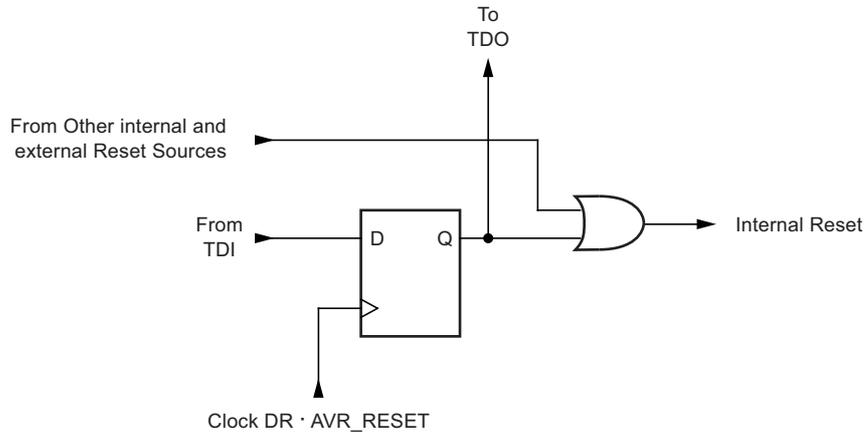 To
TDO
From Other internal and
external Reset Sources
From
TDI
D
Q
Internal Reset
Clock DR · AVR_RESET